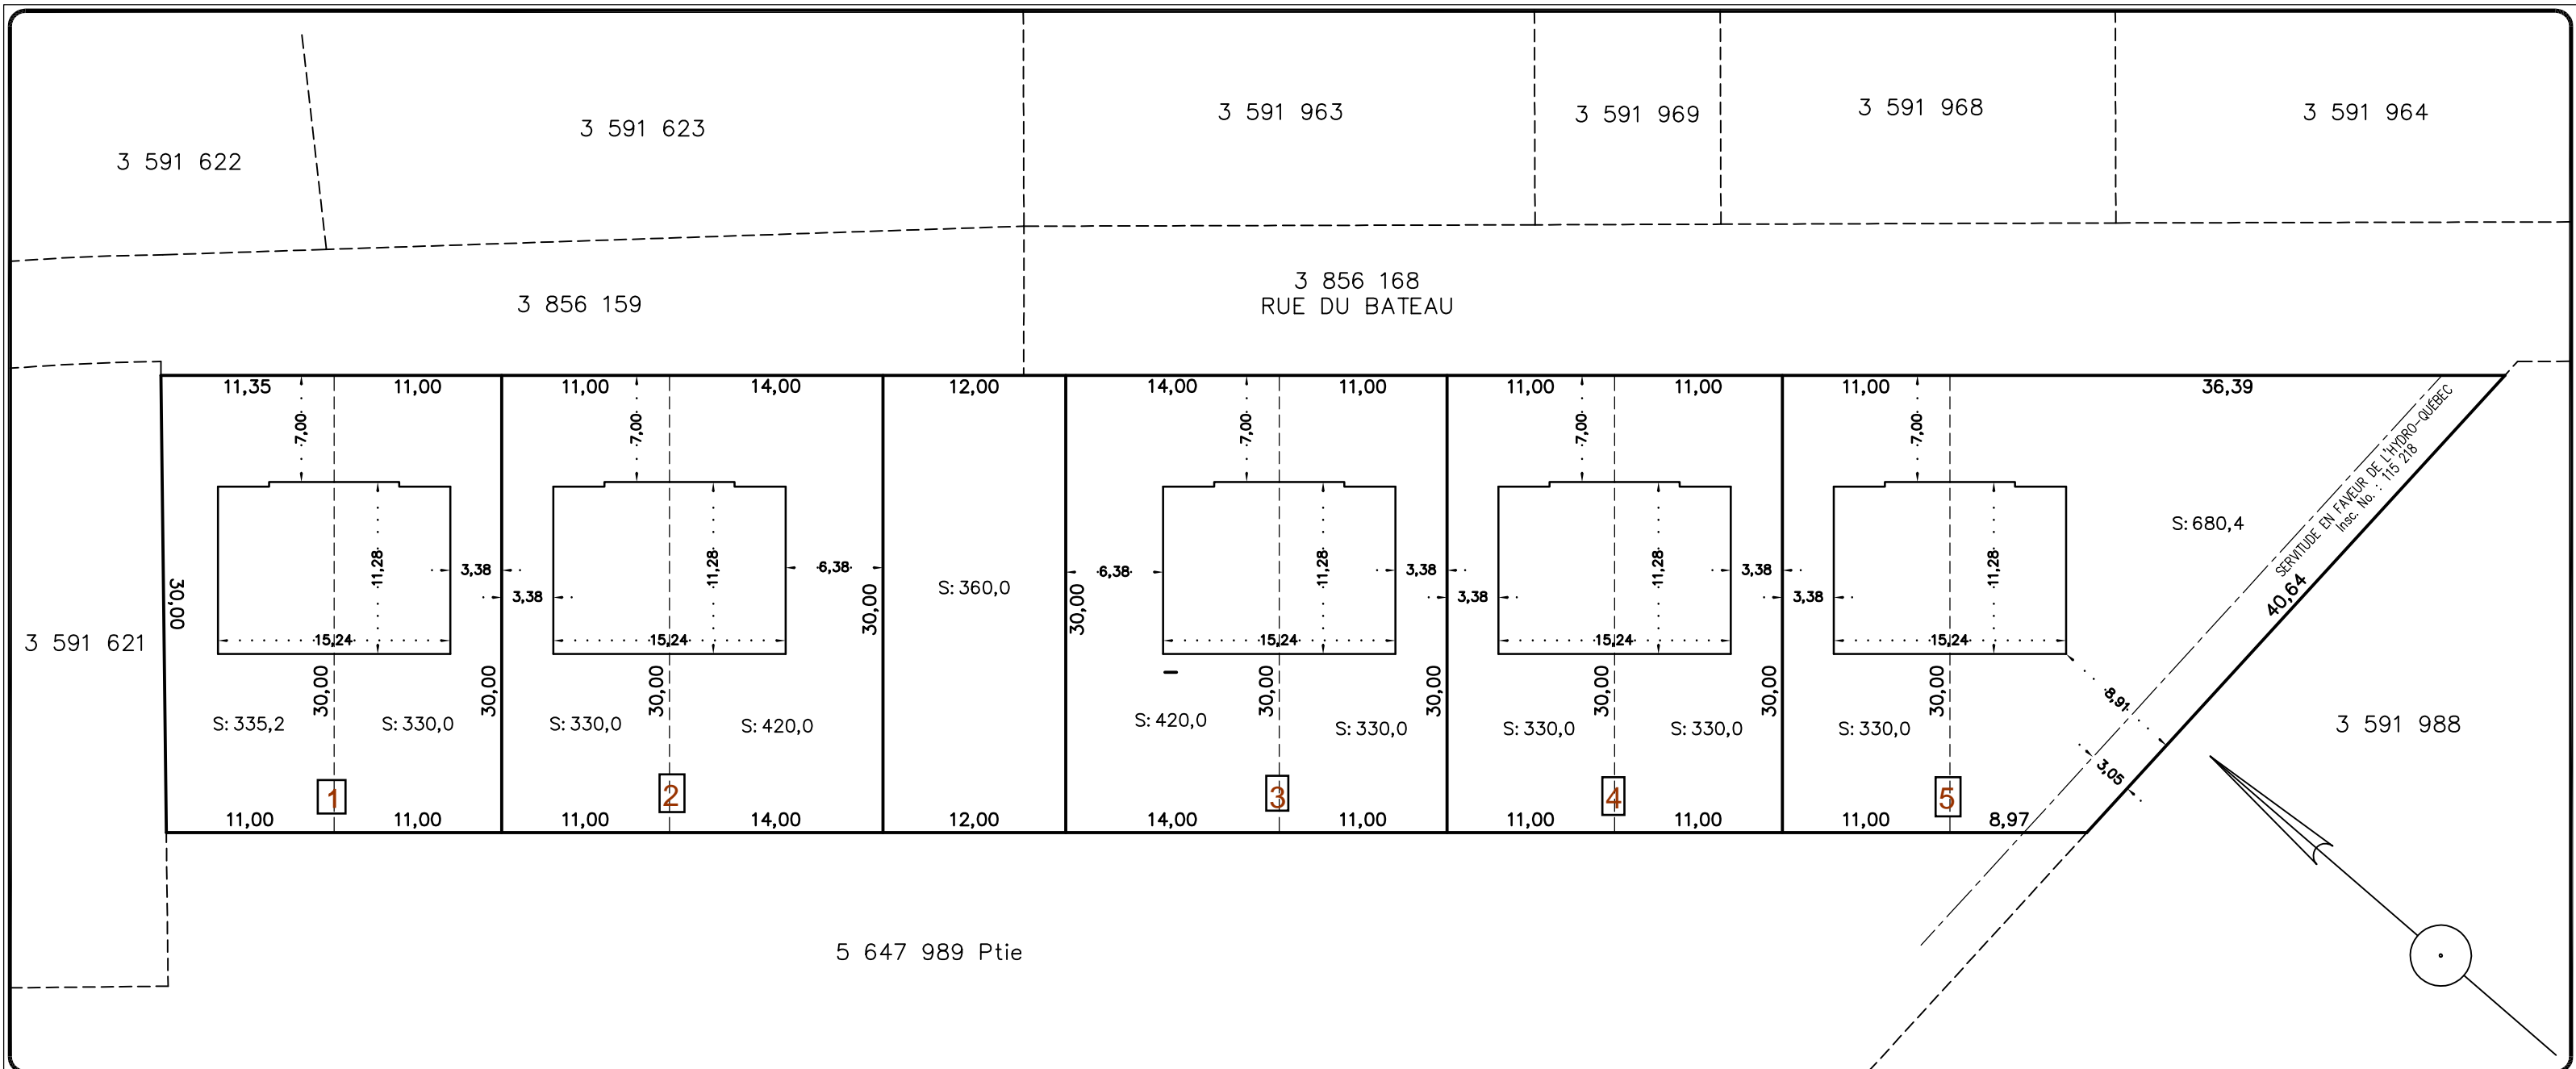 3 591 622
3 591 623
3 591 963
3 591 969
3 591 968
3 591 964
3 856 159
3 856 168
RUE DU BATEAU
11,35
11,00
11,00
14,00
12,00
14,00
11,00
11,00
11,00
11,00
36,39
7,00
7,00
7,00
7,00
7,00
SERVITUDE EN FAVEUR DE L'HYDRO-QUÉBEC
Insc. No. : 115 218
S: 680,4
40,64
11,28
3,38
3,38
11,28
6,38
S: 360,0
6,38
11,28
3,38
3,38
11,28
3,38
3,38
11,28
30,00
30,00
30,00
3 591 621
15,24
15,24
15,24
15,24
15,24
30,00
30,00
30,00
30,00
30,00
30,00
30,00
30,00
8,91
3,05
S: 335,2
S: 330,0
S: 330,0
S: 420,0
S: 420,0
S: 330,0
S: 330,0
S: 330,0
S: 330,0
3 591 988
1
2
3
4
5
11,00
11,00
11,00
14,00
12,00
14,00
11,00
11,00
11,00
11,00
8,97
5 647 989 Ptie